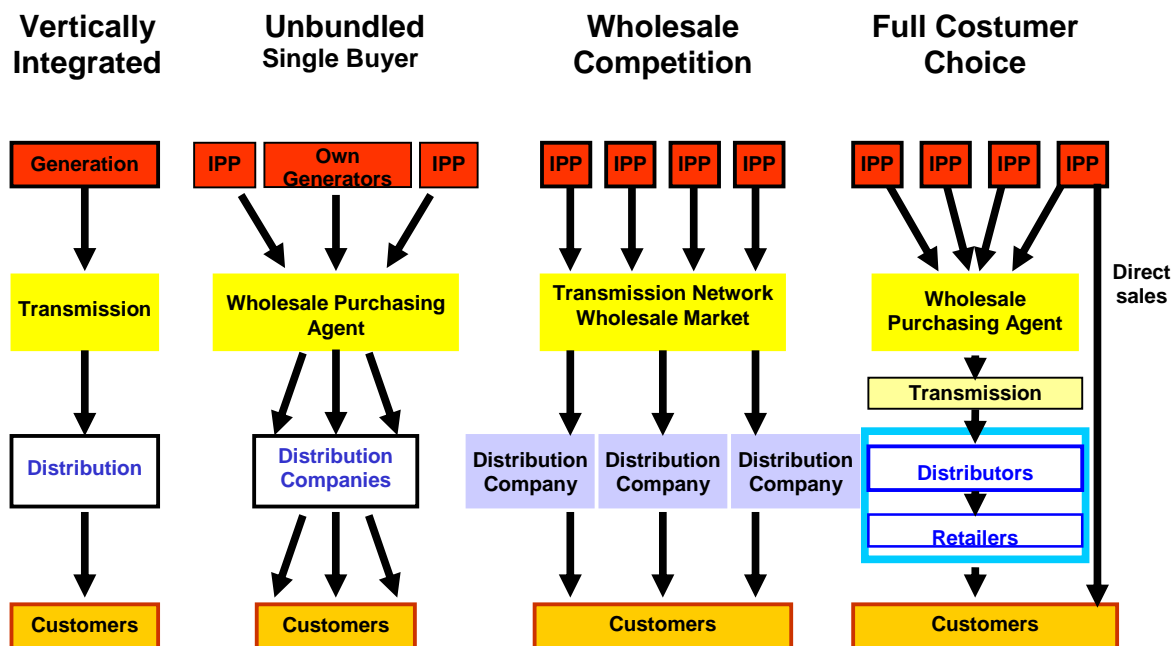 Vertically
Integrated
Unbundled
Single Buyer
Wholesale
Competition
Full Costumer
Choice
Generation
IPP
Own
Generators
IPP
IPP
IPP
IPP
IPP
IPP
IPP
IPP
IPP
Transmission
Wholesale Purchasing
Agent
Transmission Network
Wholesale Market
Wholesale
Purchasing Agent
Direct
sales
Transmission
Distribution
Distribution
Companies
Distribution
Company
Distribution
Company
Distribution
Company
Distributors
Retailers
Customers
Customers
Customers
Customers